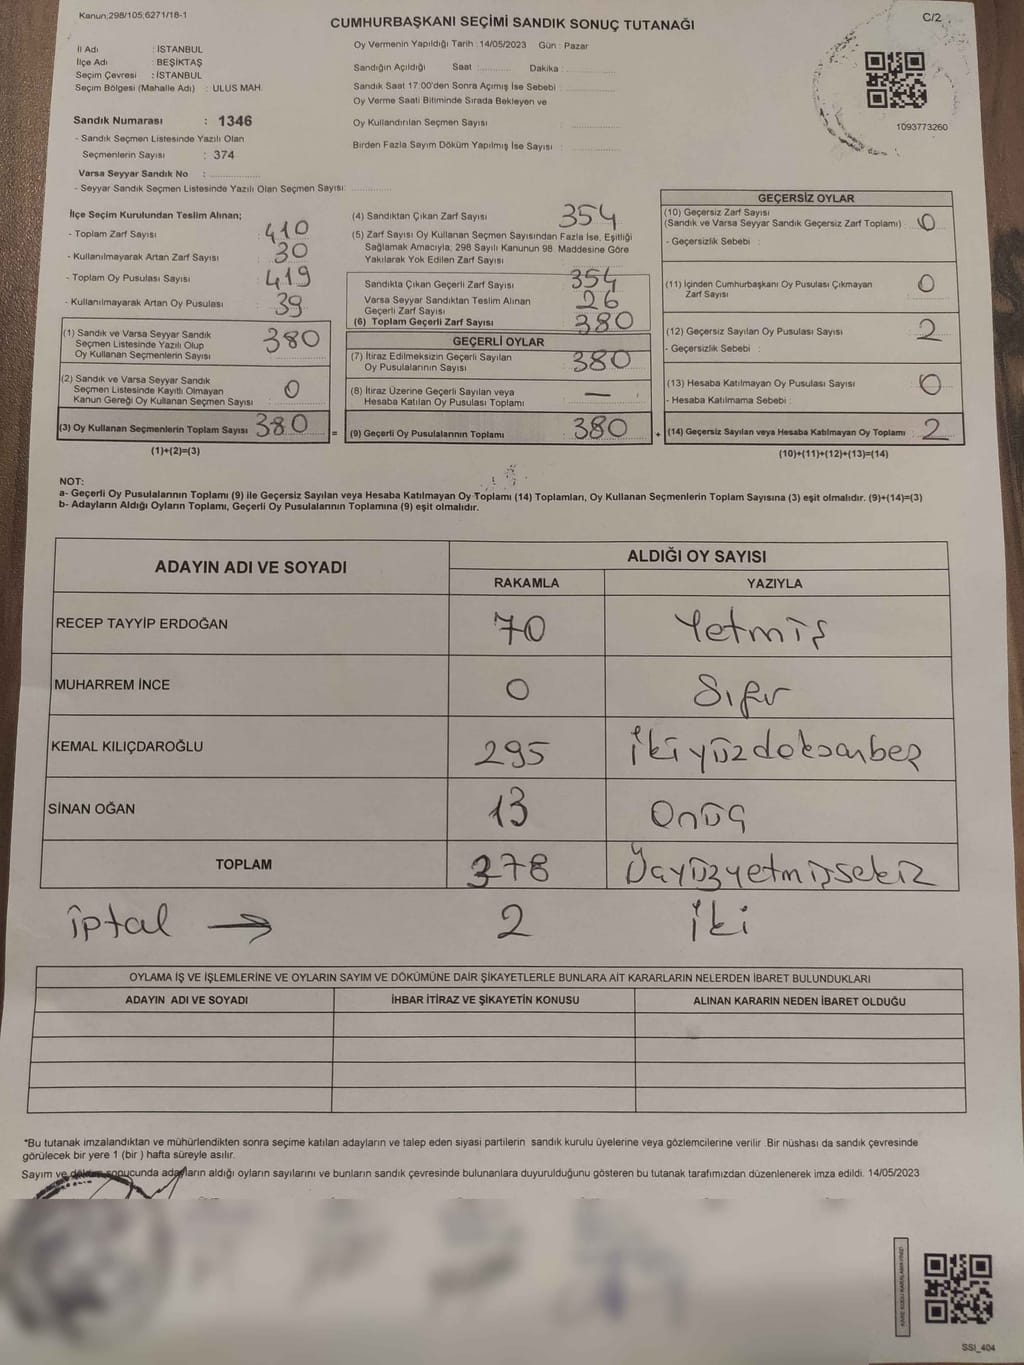 Kanun;298/105;6271/18-1
CUMHURBAŞKANI SEÇİMİ SANDIK SONUÇ TUTANAĞI
C/2
İl Adı : İSTANBUL
İlçe Adı : BEŞİKTAŞ
Seçim Çevresi : İSTANBUL
Seçim Bölgesi (Mahalle Adı) : ULUS MAH.
Sandık Numarası : 1346
- Sandık Seçmen Listesinde Yazılı Olan
Seçmenlerin Sayısı : 374
Varsa Seyyar Sandık No :
- Seyyar Sandık Seçmen Listesinde Yazılı Olan Seçmen Sayısı:
Oy Vermenin Yapıldığı Tarih : 14/05/2023 Gün : Pazar
Sandığın Açıldığı Saat : Dakika :
Sandık Saat 17:00'den Sonra Açımış İse Sebebi :
Oy Verme Saati Bitiminde Sırada Bekleyen ve
Oy Kullandırılan Seçmen Sayısı :
Birden Fazla Sayım Döküm Yapılmış İse Sayısı :
1093773260
İlçe Seçim Kurulundan Teslim Alınan;
- Toplam Zarf Sayısı : 410
- Kullanılmayarak Artan Zarf Sayısı : 30
- Toplam Oy Pusulası Sayısı : 419
- Kullanılmayarak Artan Oy Pusulası : 39
(1) Sandık ve Varsa Seyyar Sandık
Seçmen Listesinde Yazılı Olup
Oy Kullanan Seçmenlerin Sayısı : 380
(2) Sandık ve Varsa Seyyar Sandık
Seçmen Listesinde Kayıtlı Olmayan
Kanun Gereği Oy Kullanan Seçmen Sayısı : 0
(3) Oy Kullanan Seçmenlerin Toplam Sayısı : 380
(1)+(2)=(3)
(4) Sandıktan Çıkan Zarf Sayısı : 354
(5) Zarf Sayısı Oy Kullanan Seçmen Sayısından Fazla İse, Eşitliği
Sağlamak Amacıyla; 298 Sayılı Kanunun 98. Maddesine Göre
Yakılarak Yok Edilen Zarf Sayısı :
Sandıkta Çıkan Geçerli Zarf Sayısı : 354
Varsa Seyyar Sandıktan Teslim Alınan
Geçerli Zarf Sayısı : 26
(6) Toplam Geçerli Zarf Sayısı : 380
GEÇERLİ OYLAR
(7) İtiraz Edilmeksizin Geçerli Sayılan
Oy Pusulalarının Sayısı : 380
(8) İtiraz Üzerine Geçerli Sayılan veya
Hesaba Katılan Oy Pusulası Toplamı : —
= (9) Geçerli Oy Pusulalarının Toplamı : 380 +
GEÇERSİZ OYLAR
(10) Geçersiz Zarf Sayısı
(Sandık ve Varsa Seyyar Sandık Geçersiz Zarf Toplamı) : 0
- Geçersizlik Sebebi :
(11) İçinden Cumhurbaşkanı Oy Pusulası Çıkmayan
Zarf Sayısı : 0
(12) Geçersiz Sayılan Oy Pusulası Sayısı : 2
- Geçersizlik Sebebi :
(13) Hesaba Katılmayan Oy Pusulası Sayısı : 0
- Hesaba Katılmama Sebebi :
(14) Geçersiz Sayılan veya Hesaba Katılmayan Oy Toplamı : 2
(10)+(11)+(12)+(13)=(14)
NOT:
a- Geçerli Oy Pusulalarının Toplamı (9) ile Geçersiz Sayılan veya Hesaba Katılmayan Oy Toplamı (14) Toplamları, Oy Kullanan Seçmenlerin Toplam Sayısına (3) eşit olmalıdır. (9)+(14)=(3)
b- Adayların Aldığı Oyların Toplamı, Geçerli Oy Pusulalarının Toplamına (9) eşit olmalıdır.
ADAYIN ADI VE SOYADI
ALDIĞI OY SAYISI
RAKAMLA YAZIYLA
RECEP TAYYİP ERDOĞAN 70 Yetmiş
MUHARREM İNCE 0 Sıfır
KEMAL KILIÇDAROĞLU 295 İkiyüzdoksanbeş
SİNAN OĞAN 13 Onüç
TOPLAM 378 Üçyüzyetmişsekiz
İptal → 2 İki
OYLAMA İŞ VE İŞLEMLERİNE VE OYLARIN SAYIM VE DÖKÜMÜNE DAİR ŞİKAYETLERLE BUNLARA AİT KARARLARIN NELERDEN İBARET BULUNDUKLARI
ADAYIN ADI VE SOYADI İHBAR İTİRAZ VE ŞİKAYETİN KONUSU ALINAN KARARIN NEDEN İBARET OLDUĞU
*Bu tutanak imzalandıktan ve mühürlendikten sonra seçime katılan adayların ve talep eden siyasi partilerin sandık kurulu üyelerine veya gözlemcilerine verilir .Bir nüshası da sandık çevresinde
görülecek bir yere 1 (bir ) hafta süreyle asılır.
Sayım ve döküm sonucunda adayların aldığı oyların sayılarını ve bunların sandık çevresinde bulunanlara duyurulduğunu gösteren bu tutanak tarafımızdan düzenlenerek imza edildi. 14/05/2023
SSI_404